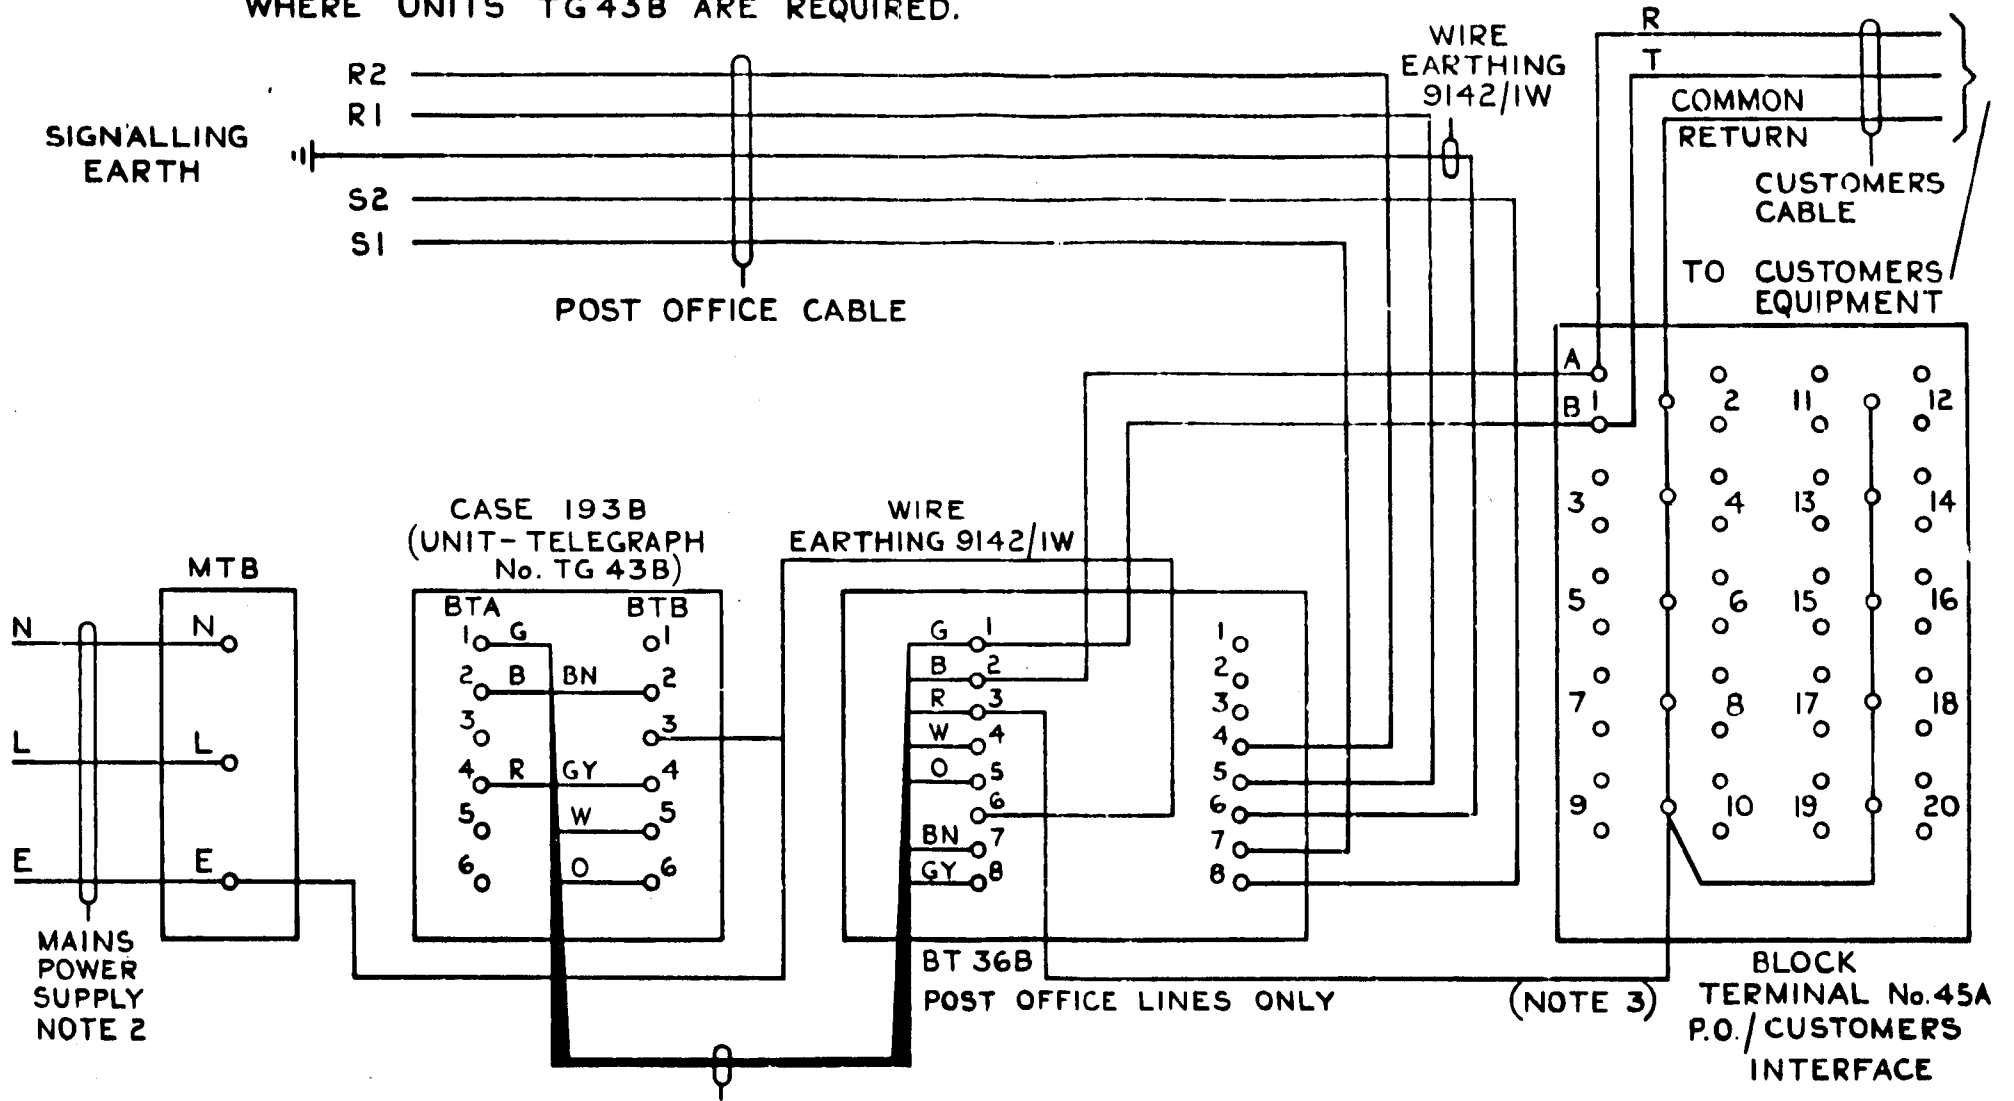 WHERE UNITS TG 43B ARE REQUIRED.
R2
R1
SIGNALLING
EARTH
S2
S1
POST OFFICE CABLE
WIRE
EARTHING
9142/1W
R
T
COMMON
RETURN
CUSTOMERS
CABLE
TO CUSTOMERS
EQUIPMENT
MTB
N N
L L
E E
MAINS
POWER
SUPPLY
NOTE 2
CASE 193B
(UNIT-TELEGRAPH
No. TG 43B)
BTA BTB
1 G 1
2 B BN 2
3 3
4 R GY 4
5 W 5
6 O 6
WIRE
EARTHING 9142/1W
G 1 1
B 2 2
R 3 3
W 4 4
O 5 5
6 6
BN 7 7
GY 8 8
BT 36B
POST OFFICE LINES ONLY
(NOTE 3)
A
B 1 2 11 12
3 4 13 14
5 6 15 16
7 8 17 18
9 10 19 20
BLOCK
TERMINAL No. 45A
P.O./CUSTOMERS
INTERFACE